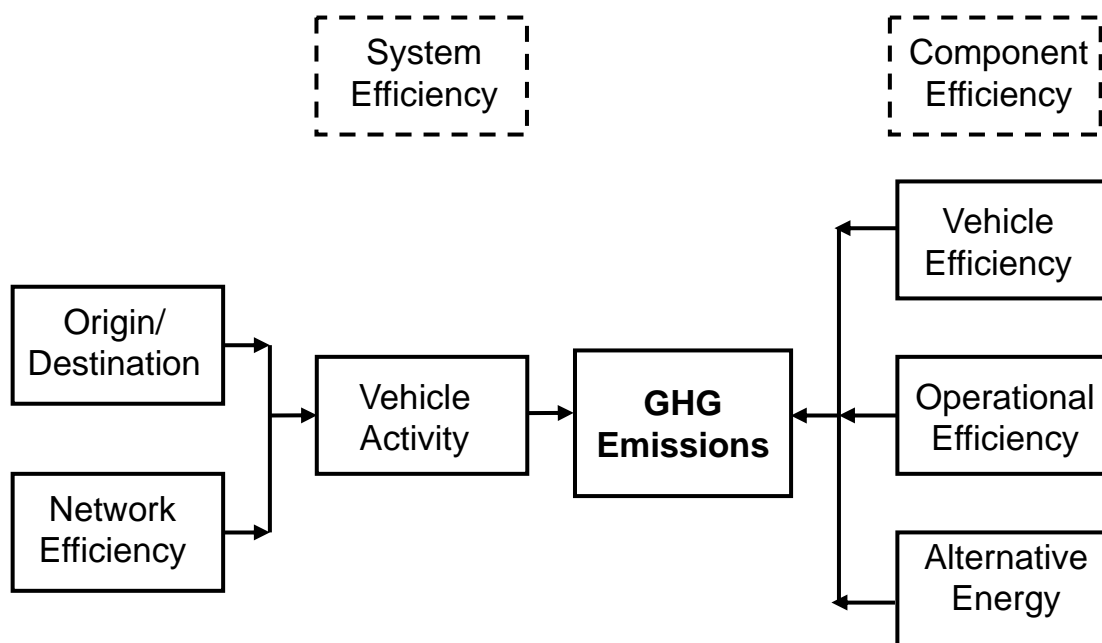 System
Efficiency
Component
Efficiency
Vehicle
Efficiency
Origin/
Destination
Vehicle
Activity
GHG
Emissions
Operational
Efficiency
Network
Efficiency
Alternative
Energy